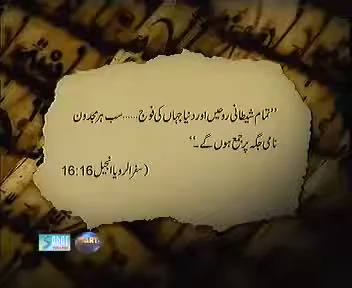 ’’تمام شیطانی روحیں اور دنیا جہاں کی فوج......سب ہرمجدون
نامی جگہ پر جمع ہوں گے۔‘‘
(سفر الرویا انجیل 16:16
ART